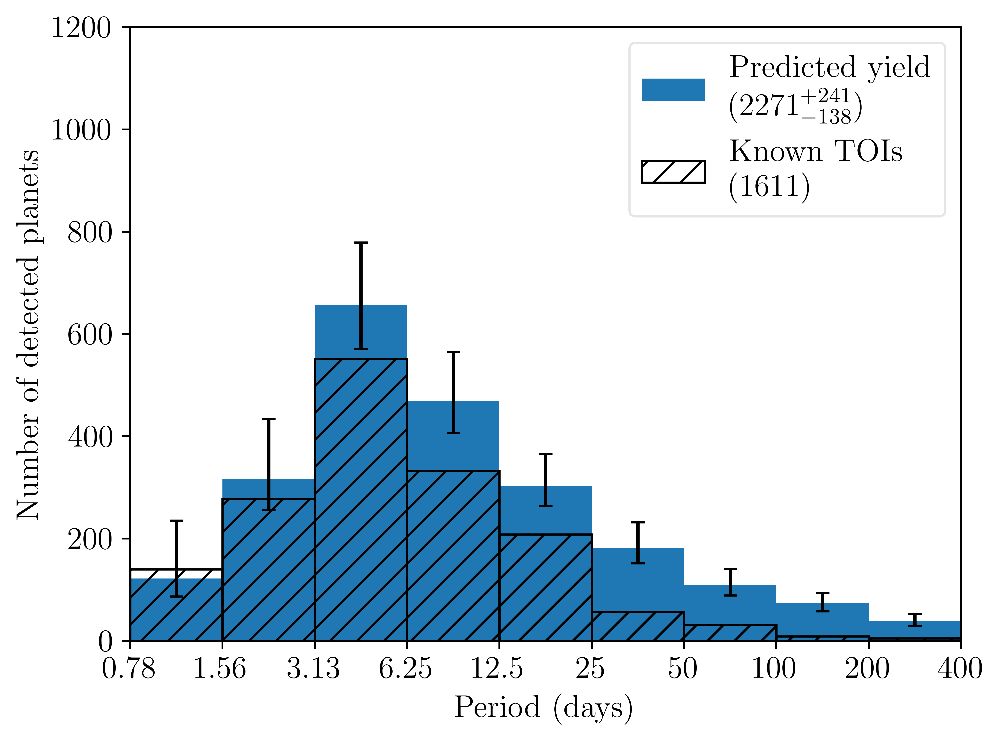 1200
1000
800
600
400
200
0
Number of detected planets
Predicted yield
(2271+241−138)
Known TOIs
(1611)
0.78 1.56 3.13 6.25 12.5 25 50 100 200 400
Period (days)